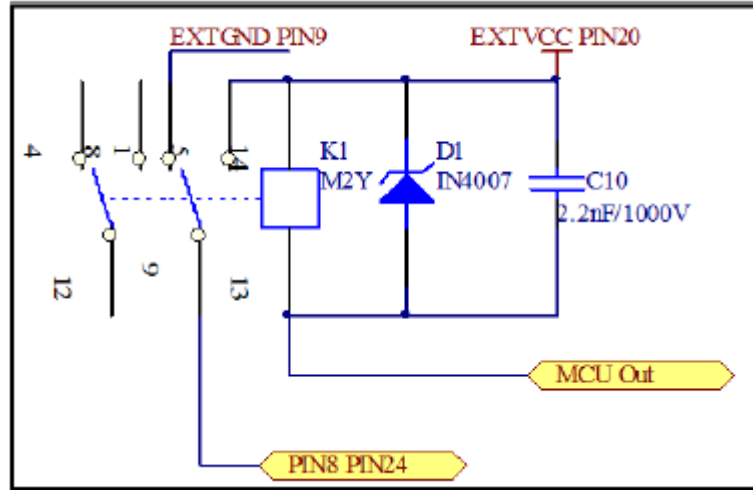 EXTGND PIN9
EXTVCC PIN20
4
8
1
5
14
K1
M2Y
D1
IN4007
C10
2.2nF/1000V
12
9
13
MCU Out
PIN8 PIN24